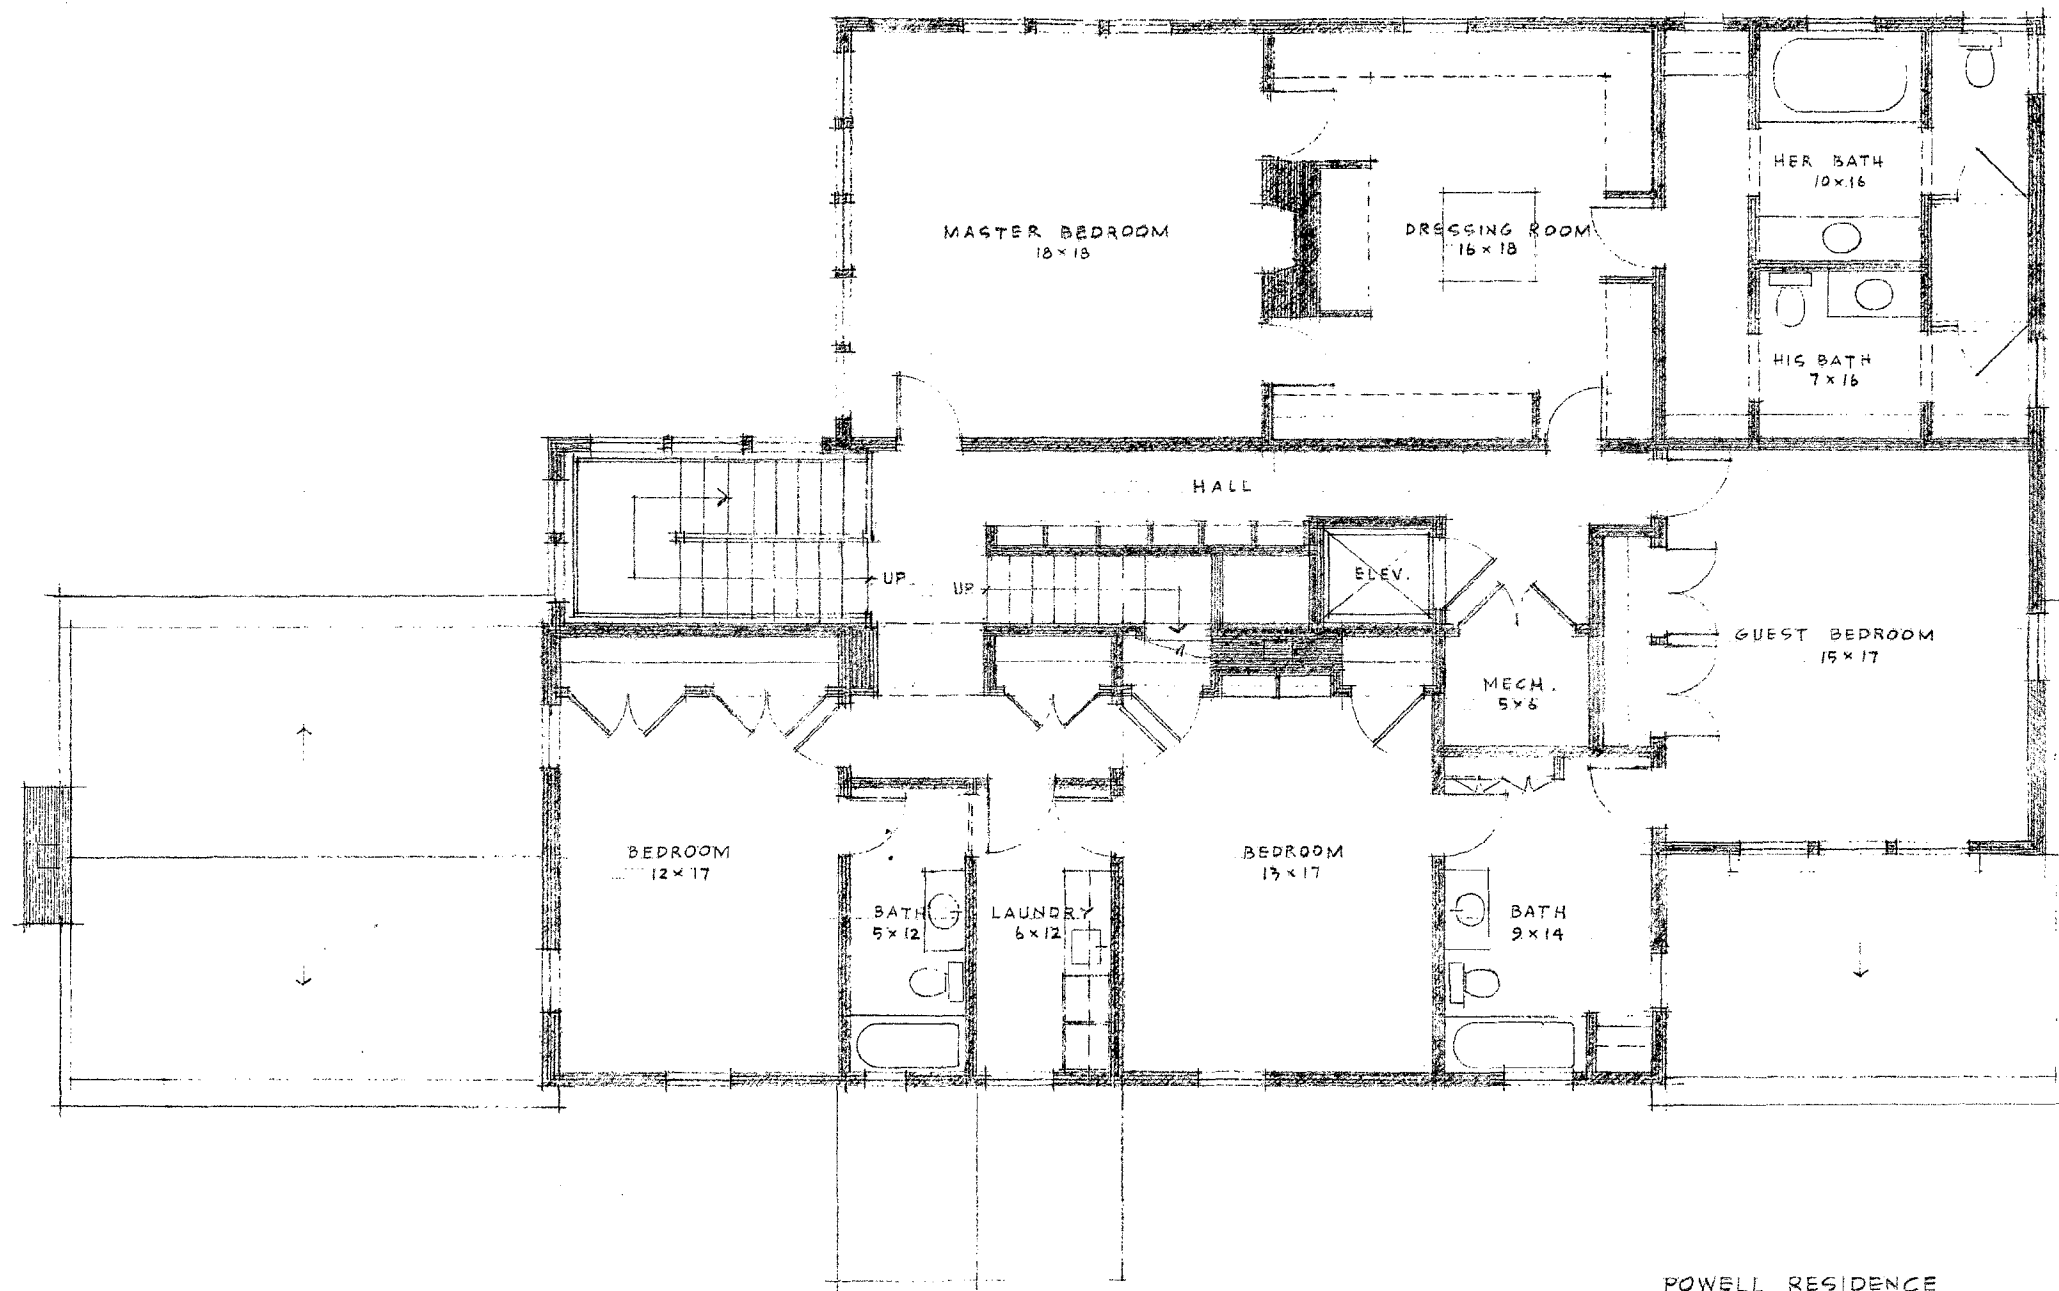 HER BATH
10 × 16
MASTER BEDROOM
18 × 18
DRESSING ROOM
16 × 18
HIS BATH
7 × 16
HALL
UP
UP
ELEV.
GUEST BEDROOM
15 × 17
MECH.
5 × 6
BEDROOM
12 × 17
BEDROOM
13 × 17
BATH
5 × 12
LAUNDRY
6 × 12
BATH
9 × 14
POWELL RESIDENCE